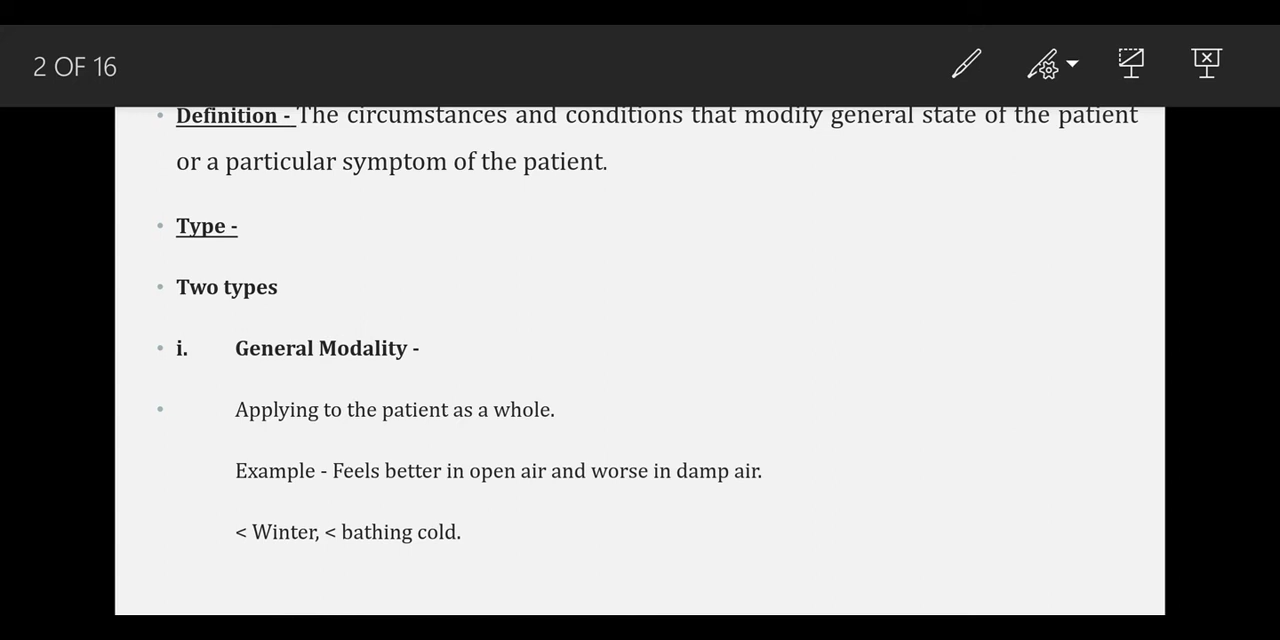 2 OF 16
• Definition - The circumstances and conditions that modify general state of the patient
or a particular symptom of the patient.
• Type -
• Two types
• i. General Modality -
• Applying to the patient as a whole.
Example - Feels better in open air and worse in damp air.
< Winter, < bathing cold.